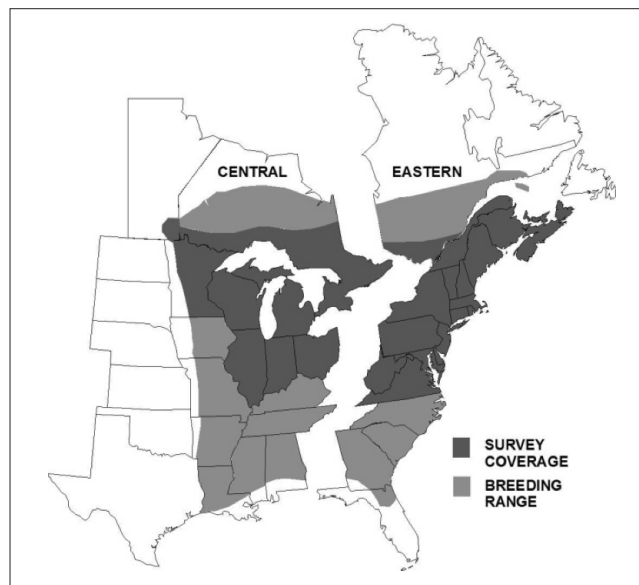 CENTRAL
EASTERN
SURVEY
COVERAGE
BREEDING
RANGE